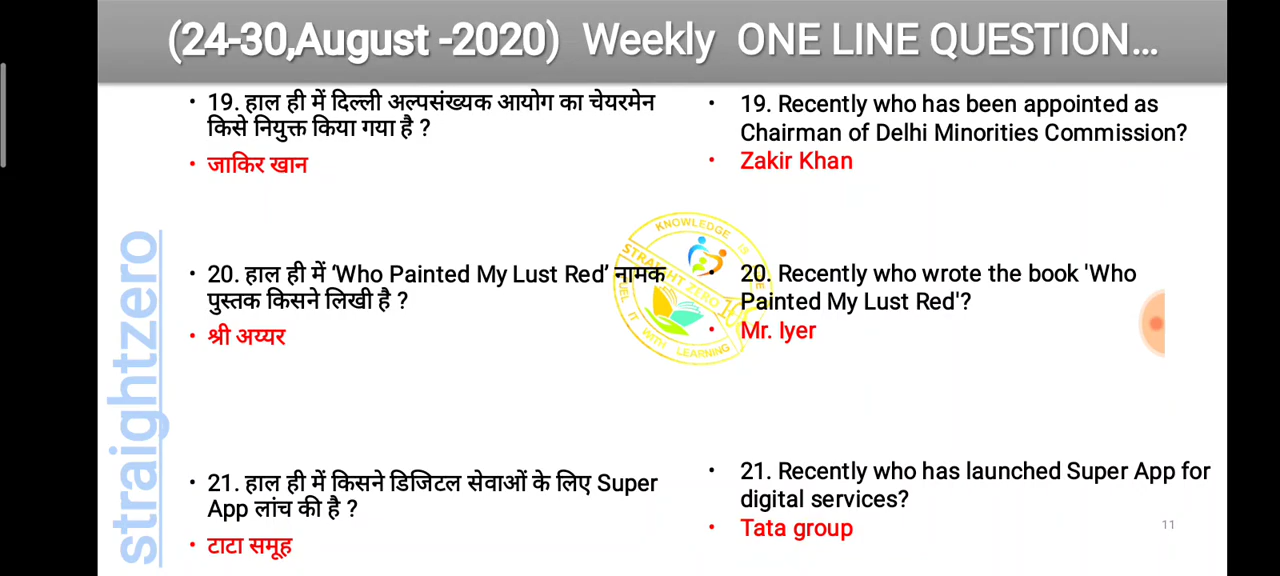 (24-30,August -2020) Weekly ONE LINE QUESTION...
• 19. हाल ही में दिल्ली अल्पसंख्यक आयोग का चेयरमेन
किसे नियुक्त किया गया है ?
• जाकिर खान
• 20. हाल ही में ‘Who Painted My Lust Red’ नामक
पुस्तक किसने लिखी है ?
• श्री अय्यर
• 21. हाल ही में किसने डिजिटल सेवाओं के लिए Super
App लांच की है ?
• टाटा समूह
• 19. Recently who has been appointed as
Chairman of Delhi Minorities Commission?
• Zakir Khan
• 20. Recently who wrote the book 'Who
Painted My Lust Red'?
• Mr. Iyer
• 21. Recently who has launched Super App for
digital services?
• Tata group
straightzero
KNOWLEDGE IS
STRAIGHT ZERO
FUEL IT WITH LEARNING
11